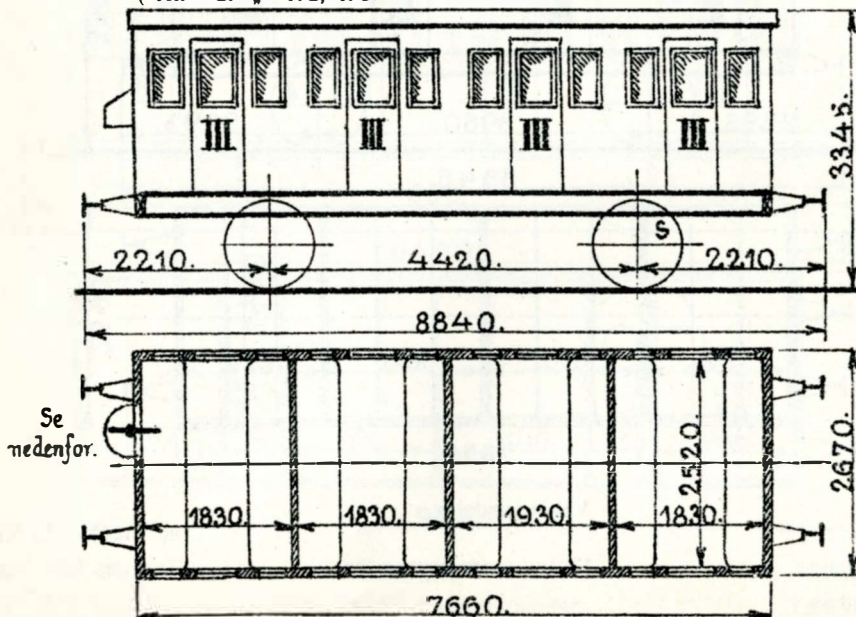 III III III III
3345.
S
2210. 4420. 2210.
8840.
Se
nedenfor.
1830. 1830. 1930. 1830.
2520.
2670.
7660.